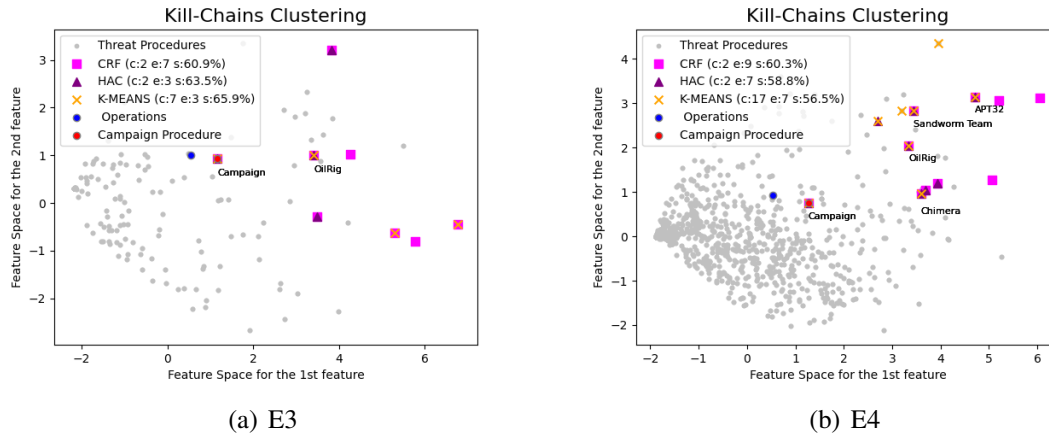 Kill-Chains Clustering
Feature Space for the 2nd feature
3
2
1
0
−1
−2
Threat Procedures
CRF (c:2 e:7 s:60.9%)
HAC (c:2 e:3 s:63.5%)
K-MEANS (c:7 e:3 s:65.9%)
Operations
Campaign Procedure
Campaign
OilRig
−2
0
2
4
6
Feature Space for the 1st feature
(a) E3
Kill-Chains Clustering
Feature Space for the 2nd feature
4
3
2
1
0
−1
−2
Threat Procedures
CRF (c:2 e:9 s:60.3%)
HAC (c:2 e:7 s:58.8%)
K-MEANS (c:17 e:7 s:56.5%)
Operations
Campaign Procedure
APT32
Sandworm Team
OilRig
Chimera
Campaign
−2
−1
0
1
2
3
4
5
6
Feature Space for the 1st feature
(b) E4